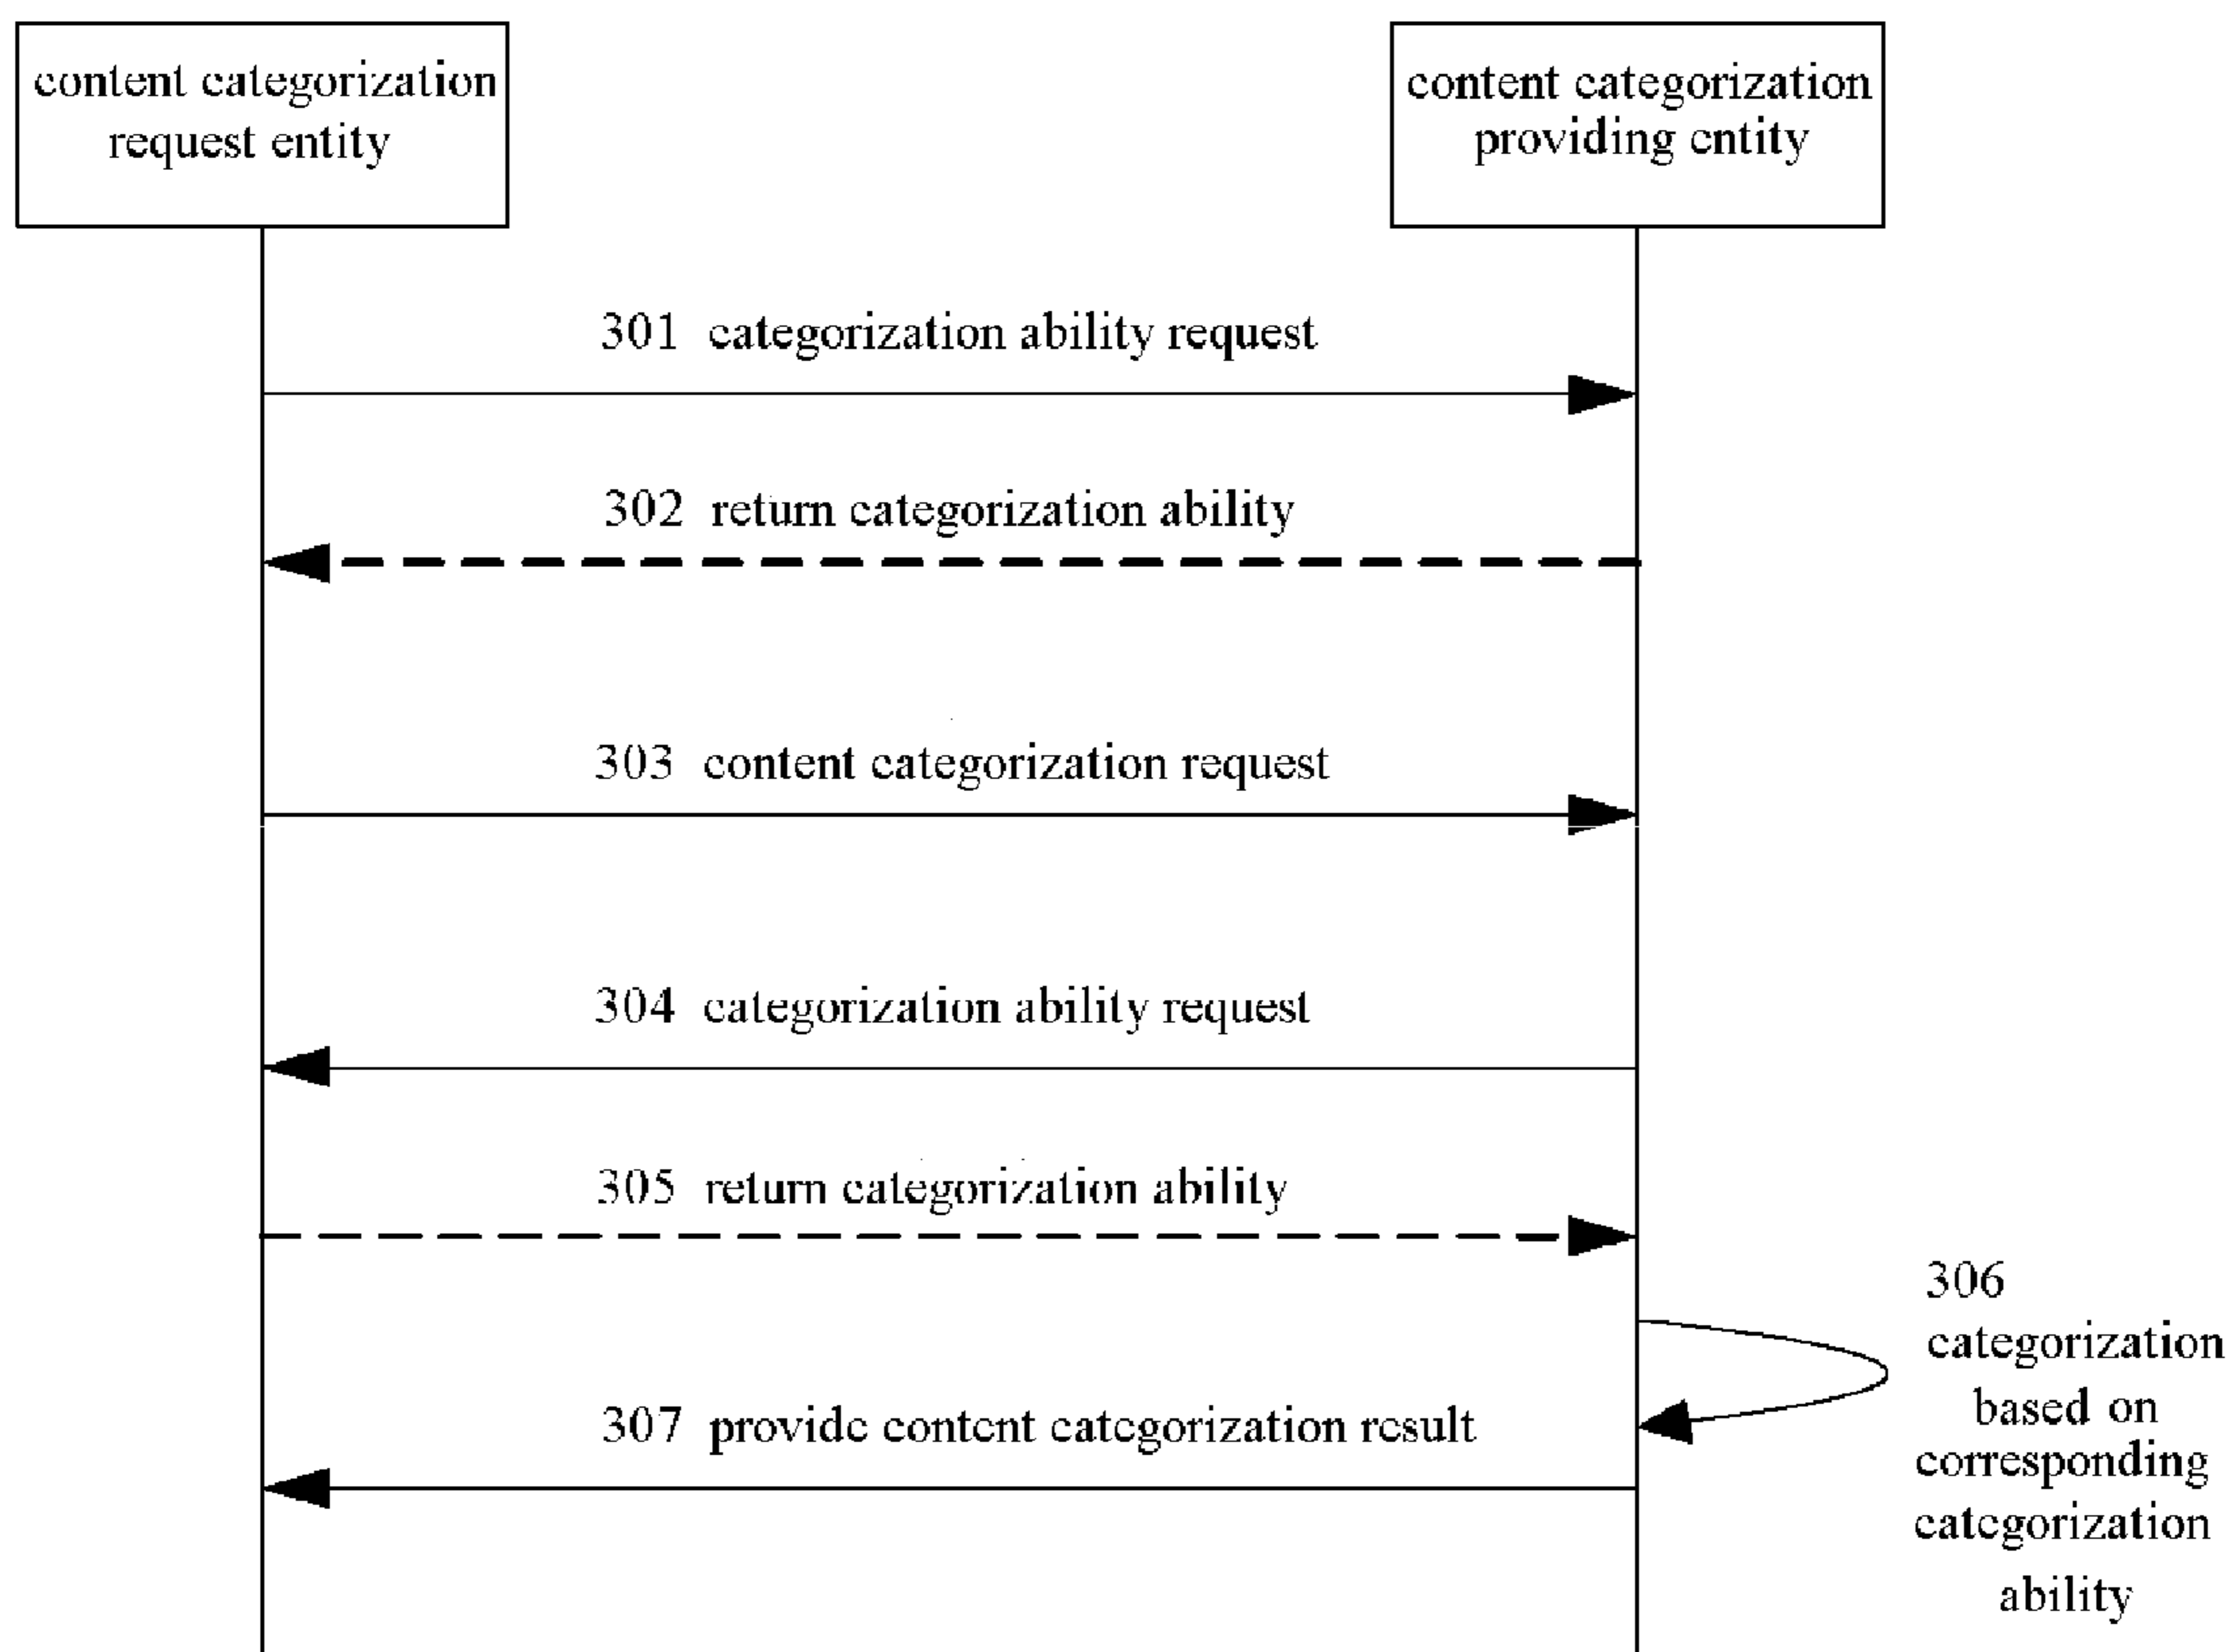 content categorization
request entity
content categorization
providing entity
301 categorization ability request
302 return categorization ability
303 content categorization request
304 categorization ability request
305 return categorization ability
306
categorization
based on
corresponding
categorization
ability
307 provide content categorization result